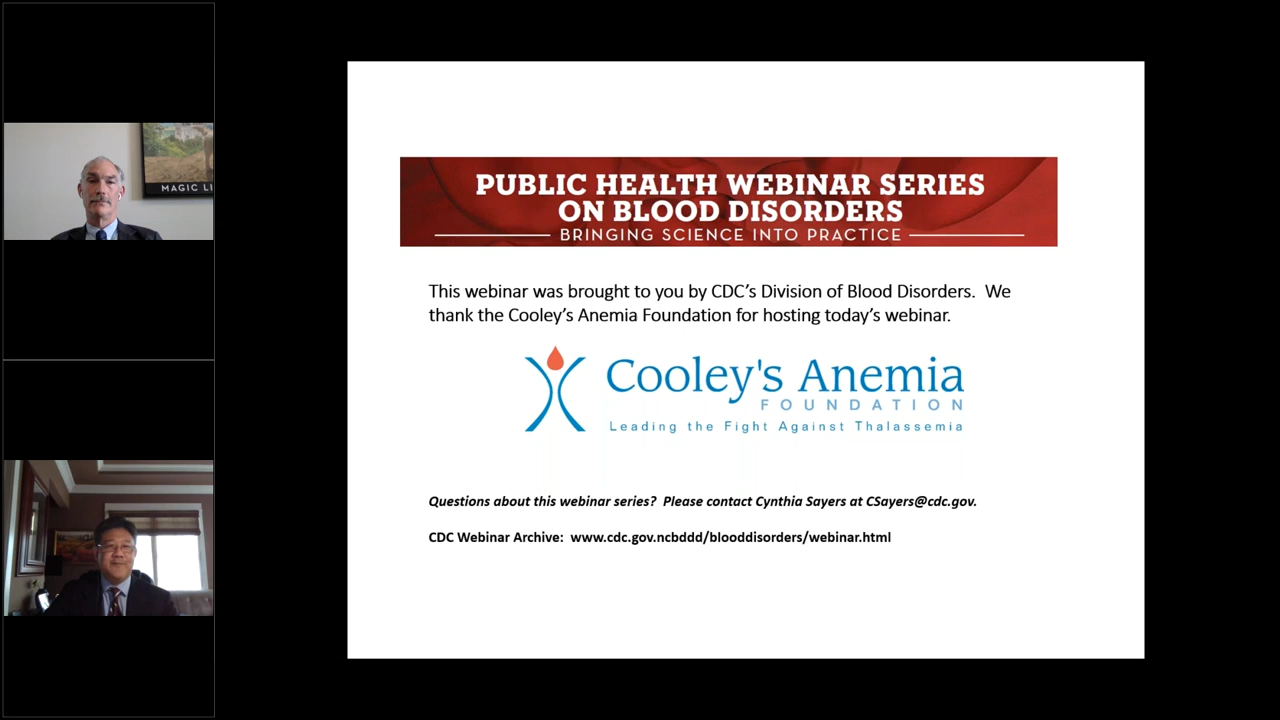 MAGIC LI
PUBLIC HEALTH WEBINAR SERIES
ON BLOOD DISORDERS
BRINGING SCIENCE INTO PRACTICE
This webinar was brought to you by CDC's Division of Blood Disorders.  We
thank the Cooley's Anemia Foundation for hosting today's webinar.
Cooley's Anemia
FOUNDATION
Leading the Fight Against Thalassemia
Questions about this webinar series?  Please contact Cynthia Sayers at CSayers@cdc.gov.
CDC Webinar Archive:  www.cdc.gov.ncbddd/blooddisorders/webinar.html